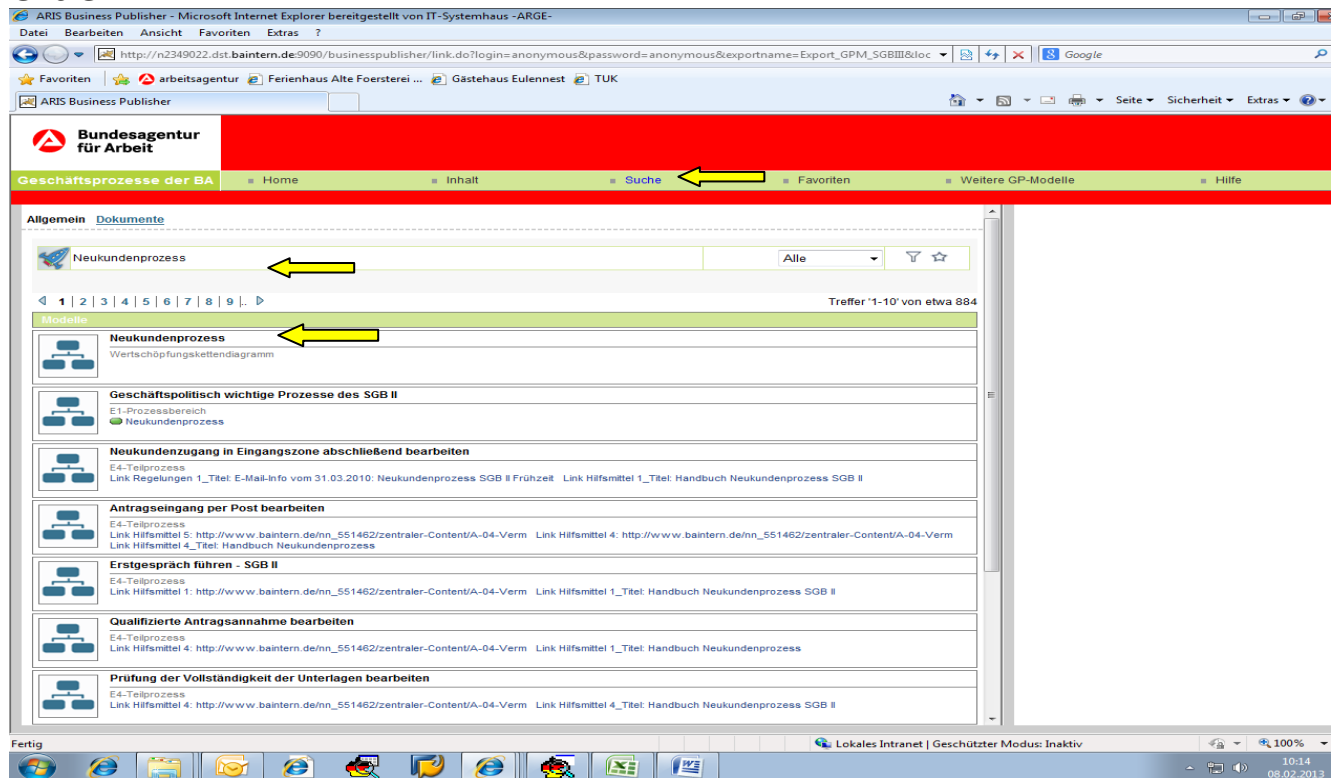 ARIS Business Publisher - Microsoft Internet Explorer bereitgestellt von IT-Systemhaus -ARGE-
Datei Bearbeiten Ansicht Favoriten Extras ?
http://n2349022.dst.baintern.de:9090/businesspublisher/link.do?login=anonymous&password=anonymous&exportname=Export_GPM_SGBIII&loc
Google
Favoriten arbeitsagentur Ferienhaus Alte Foersterei ... Gästehaus Eulennest TUK
ARIS Business Publisher
Seite Sicherheit Extras
Bundesagentur
für Arbeit
Geschäftsprozesse der BA Home Inhalt Suche Favoriten Weitere GP-Modelle Hilfe
Allgemein Dokumente
Neukundenprozess Alle
1 | 2 | 3 | 4 | 5 | 6 | 7 | 8 | 9 |.. Treffer '1-10' von etwa 884
Modelle
Neukundenprozess
Wertschöpfungskettendiagramm
Geschäftspolitisch wichtige Prozesse des SGB II
E1-Prozessbereich
Neukundenprozess
Neukundenzugang in Eingangszone abschließend bearbeiten
E4-Teilprozess
Link Regelungen 1_Titel: E-Mail-Info vom 31.03.2010: Neukundenprozess SGB II Frühzeit Link Hilfsmittel 1_Titel: Handbuch Neukundenprozess SGB II
Antragseingang per Post bearbeiten
E4-Teilprozess
Link Hilfsmittel 5: http://www.baintern.de/nn_551462/zentraler-Content/A-04-Verm Link Hilfsmittel 4: http://www.baintern.de/nn_551462/zentraler-Content/A-04-Verm
Link Hilfsmittel 4_Titel: Handbuch Neukundenprozess
Erstgespräch führen - SGB II
E4-Teilprozess
Link Hilfsmittel 1: http://www.baintern.de/nn_551462/zentraler-Content/A-04-Verm Link Hilfsmittel 1_Titel: Handbuch Neukundenprozess SGB II
Qualifizierte Antragsannahme bearbeiten
E4-Teilprozess
Link Hilfsmittel 4: http://www.baintern.de/nn_551462/zentraler-Content/A-04-Verm Link Hilfsmittel 1_Titel: Handbuch Neukundenprozess
Prüfung der Vollständigkeit der Unterlagen bearbeiten
E4-Teilprozess
Link Hilfsmittel 4: http://www.baintern.de/nn_551462/zentraler-Content/A-04-Verm Link Hilfsmittel 4_Titel: Handbuch Neukundenprozess SGB II
Fertig Lokales Intranet | Geschützter Modus: Inaktiv 100%
10:14
08.02.2013